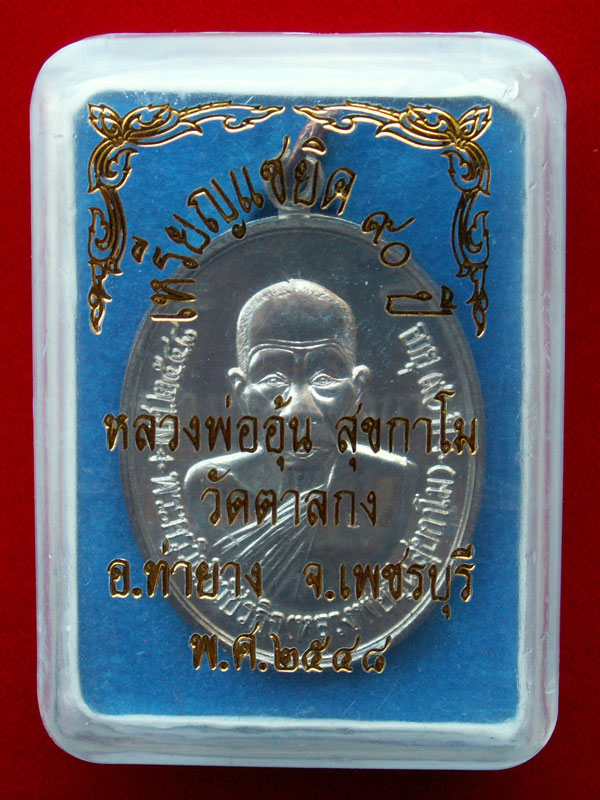 เหรียญแซยิด ๙๐ ปี
หลวงพ่ออุ้น สุขกาโม
วัดตาลกง
อ.ท่ายาง จ.เพชรบุรี
พ.ศ.๒๕๔๘